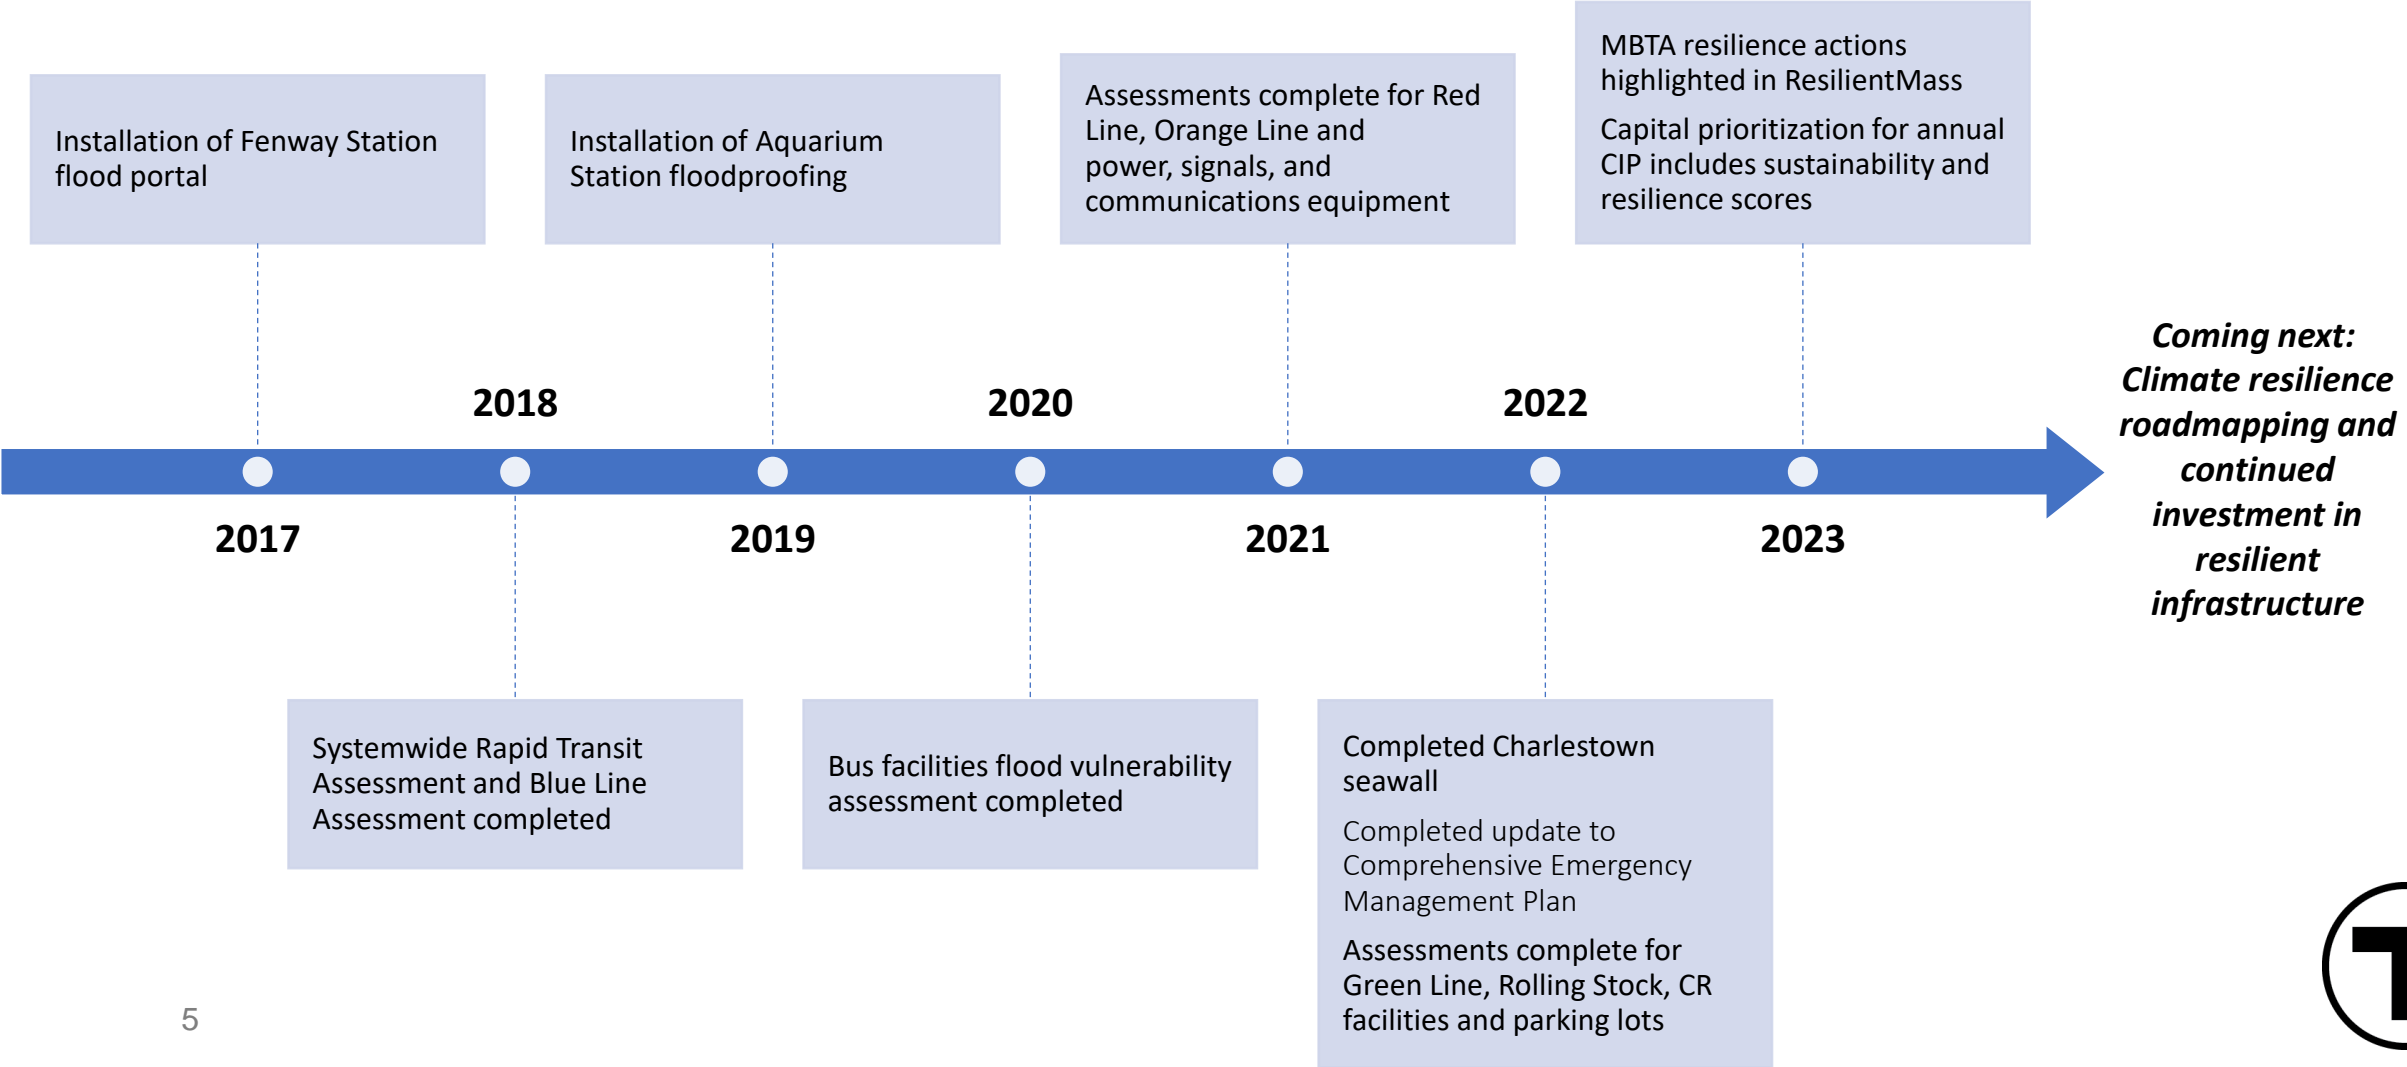 Installation of Fenway Station
flood portal
Installation of Aquarium
Station floodproofing
Assessments complete for Red
Line, Orange Line and
power, signals, and
communications equipment
MBTA resilience actions
highlighted in ResilientMass
Capital prioritization for annual
CIP includes sustainability and
resilience scores
2018
2020
2022
2017
2019
2021
2023
Coming next:
Climate resilience
roadmapping and
continued
investment in
resilient
infrastructure
Systemwide Rapid Transit
Assessment and Blue Line
Assessment completed
Bus facilities flood vulnerability
assessment completed
Completed Charlestown
seawall
Completed update to
Comprehensive Emergency
Management Plan
Assessments complete for
Green Line, Rolling Stock, CR
facilities and parking lots
5
T